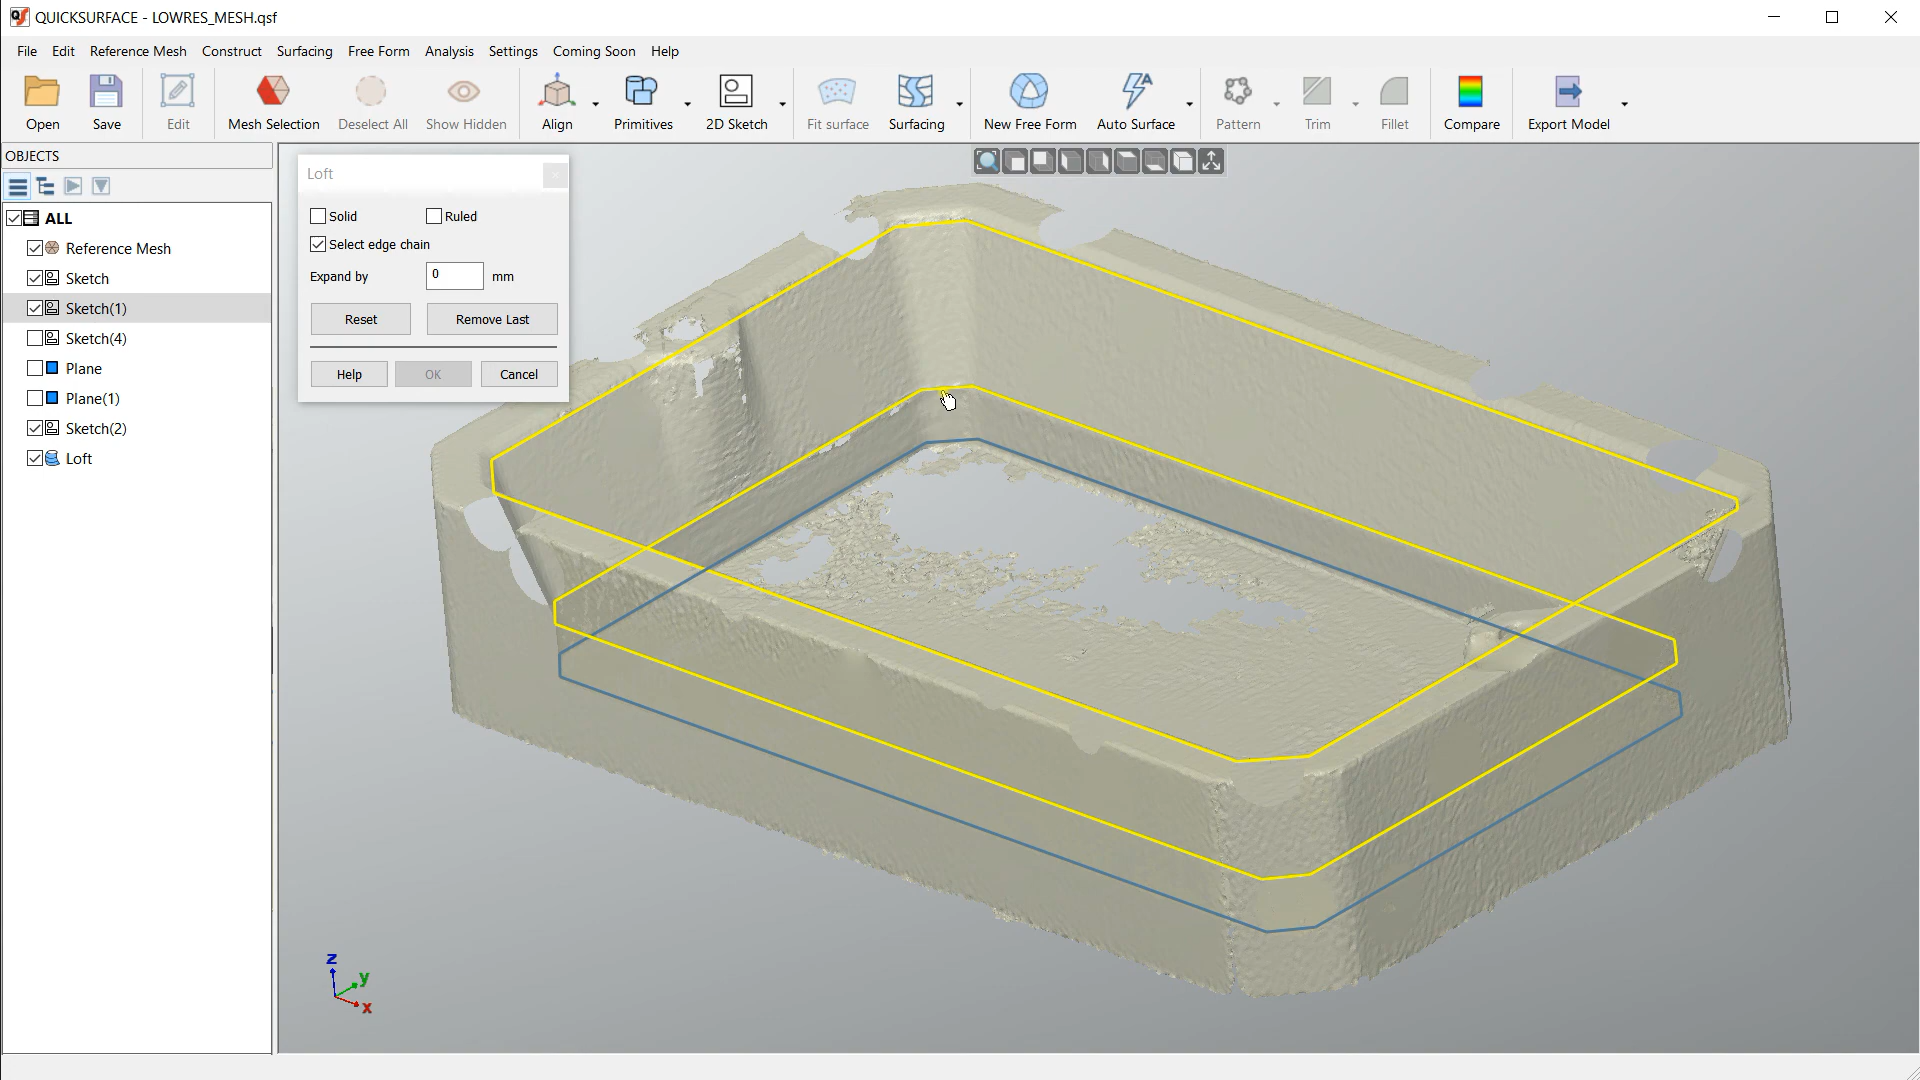 QUICKSURFACE - LOWRES_MESH.qsf
File Edit Reference Mesh Construct Surfacing Free Form Analysis Settings Coming Soon Help
Open Save Edit Mesh Selection Deselect All Show Hidden Align Primitives 2D Sketch Fit surface Surfacing New Free Form Auto Surface Pattern Trim Fillet Compare Export Model
OBJECTS
ALL
Reference Mesh
Sketch
Sketch(1)
Sketch(4)
Plane
Plane(1)
Sketch(2)
Loft
Loft
Solid Ruled
Select edge chain
Expand by 0 mm
Reset Remove Last
Help OK Cancel
z
y
x